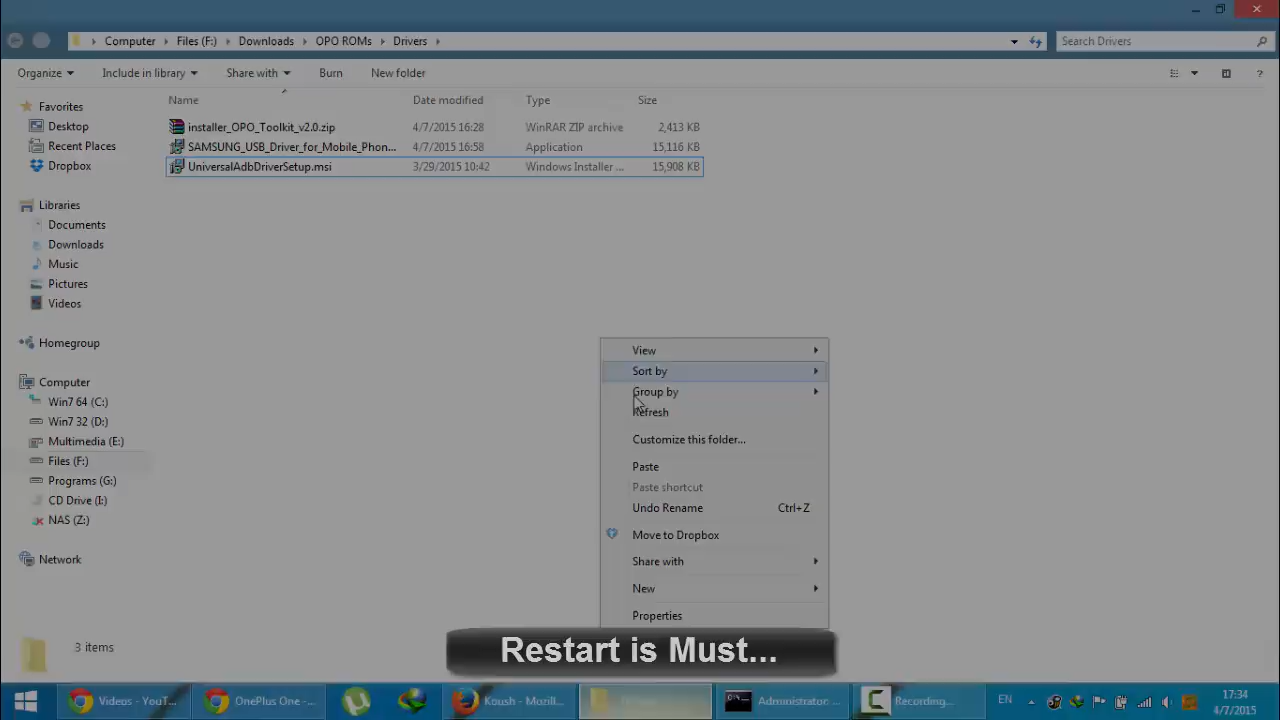 Computer Files (F:) Downloads OPO ROMs Drivers
Search Drivers
Organize Include in library Share with Burn New folder
?
Favorites
Desktop
Recent Places
Dropbox
Libraries
Documents
Downloads
Music
Pictures
Videos
Homegroup
Computer
Win7 64 (C:)
Win7 32 (D:)
Multimedia (E:)
Files (F:)
Programs (G:)
CD Drive (I:)
NAS (Z:)
Network
Name Date modified Type Size
installer_OPO_Toolkit_v2.0.zip 4/7/2015 16:28 WinRAR ZIP archive 2,413 KB
SAMSUNG_USB_Driver_for_Mobile_Phon... 4/7/2015 16:58 Application 15,116 KB
UniversalAdbDriverSetup.msi 3/29/2015 10:42 Windows Installer ... 15,908 KB
View
Sort by
Group by
Refresh
Customize this folder...
Paste
Paste shortcut
Undo Rename Ctrl+Z
Move to Dropbox
Share with
New
Properties
3 items
Restart is Must...
Videos - YouT...
OnePlus One -...
Koush - Mozill...
Administrator: ...
Recording...
EN
17:34
4/7/2015